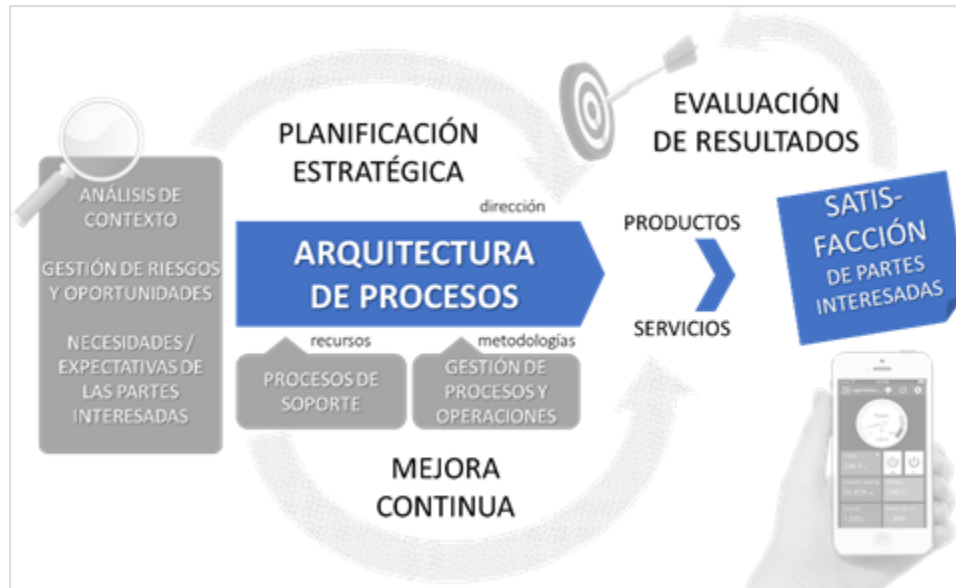 PLANIFICACIÓN
ESTRATÉGICA
EVALUACIÓN
DE RESULTADOS
ANÁLISIS DE
CONTEXTO
GESTIÓN DE RIESGOS
Y OPORTUNIDADES
NECESIDADES /
EXPECTATIVAS DE
LAS PARTES
INTERESADAS
dirección
ARQUITECTURA
DE PROCESOS
recursos
metodologías
PROCESOS DE
SOPORTE
GESTIÓN DE
PROCESOS Y
OPERACIONES
PRODUCTOS
SERVICIOS
SATIS-
FACCIÓN
DE PARTES
INTERESADAS
MEJORA
CONTINUA